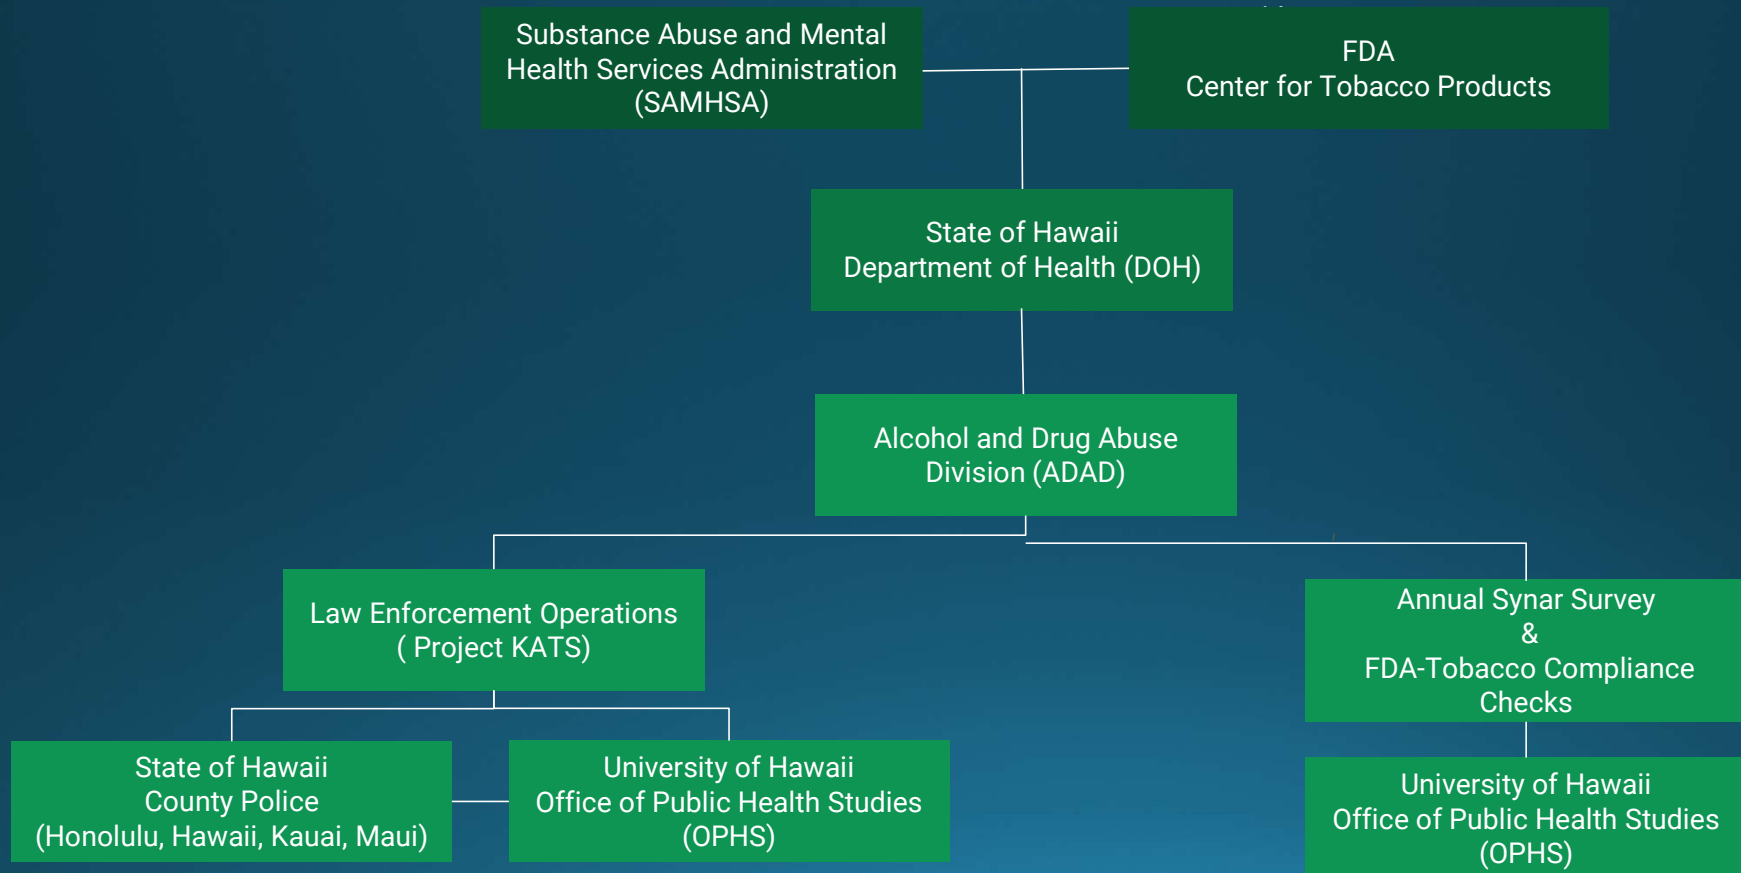 Substance Abuse and Mental
Health Services Administration
(SAMHSA)
FDA
Center for Tobacco Products
State of Hawaii
Department of Health (DOH)
Alcohol and Drug Abuse
Division (ADAD)
Law Enforcement Operations
( Project KATS)
Annual Synar Survey
&
FDA-Tobacco Compliance
Checks
State of Hawaii
County Police
(Honolulu, Hawaii, Kauai, Maui)
University of Hawaii
Office of Public Health Studies
(OPHS)
University of Hawaii
Office of Public Health Studies
(OPHS)